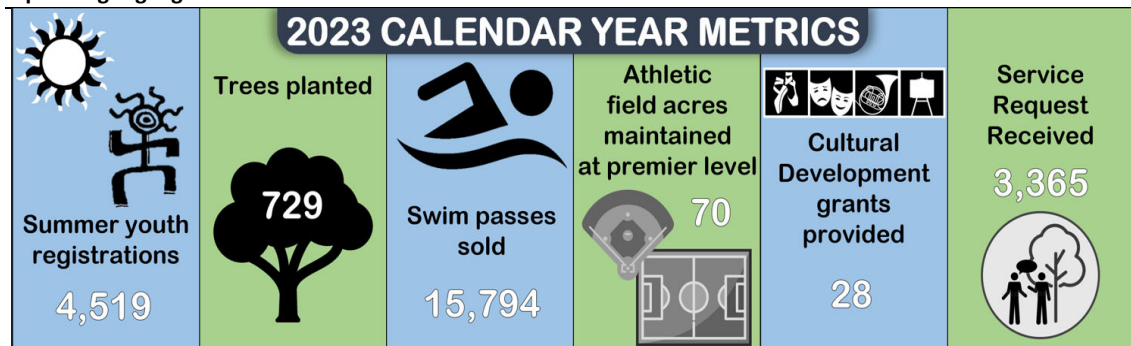 2023 CALENDAR YEAR METRICS
Summer youth
registrations
4,519
Trees planted
729
Swim passes
sold
15,794
Athletic
field acres
maintained
at premier level
70
Cultural
Development
grants
provided
28
Service
Request
Received
3,365